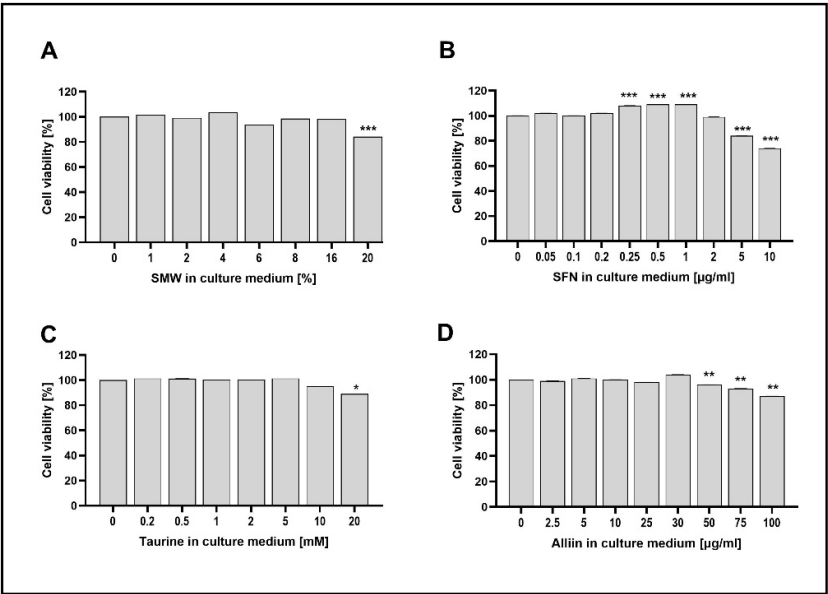 A
Cell viability [%]
120
100
80
60
40
20
0
***
0 1 2 4 6 8 16 20
SMW in culture medium [%]
B
Cell viability [%]
120
100
80
60
40
20
0
*** *** *** *** ***
0 0.05 0.1 0.2 0.25 0.5 1 2 5 10
SFN in culture medium [µg/ml]
C
Cell viability [%]
120
100
80
60
40
20
0
*
0 0.2 0.5 1 2 5 10 20
Taurine in culture medium [mM]
D
Cell viability [%]
120
100
80
60
40
20
0
** ** **
0 2.5 5 10 25 30 50 75 100
Alliin in culture medium [µg/ml]